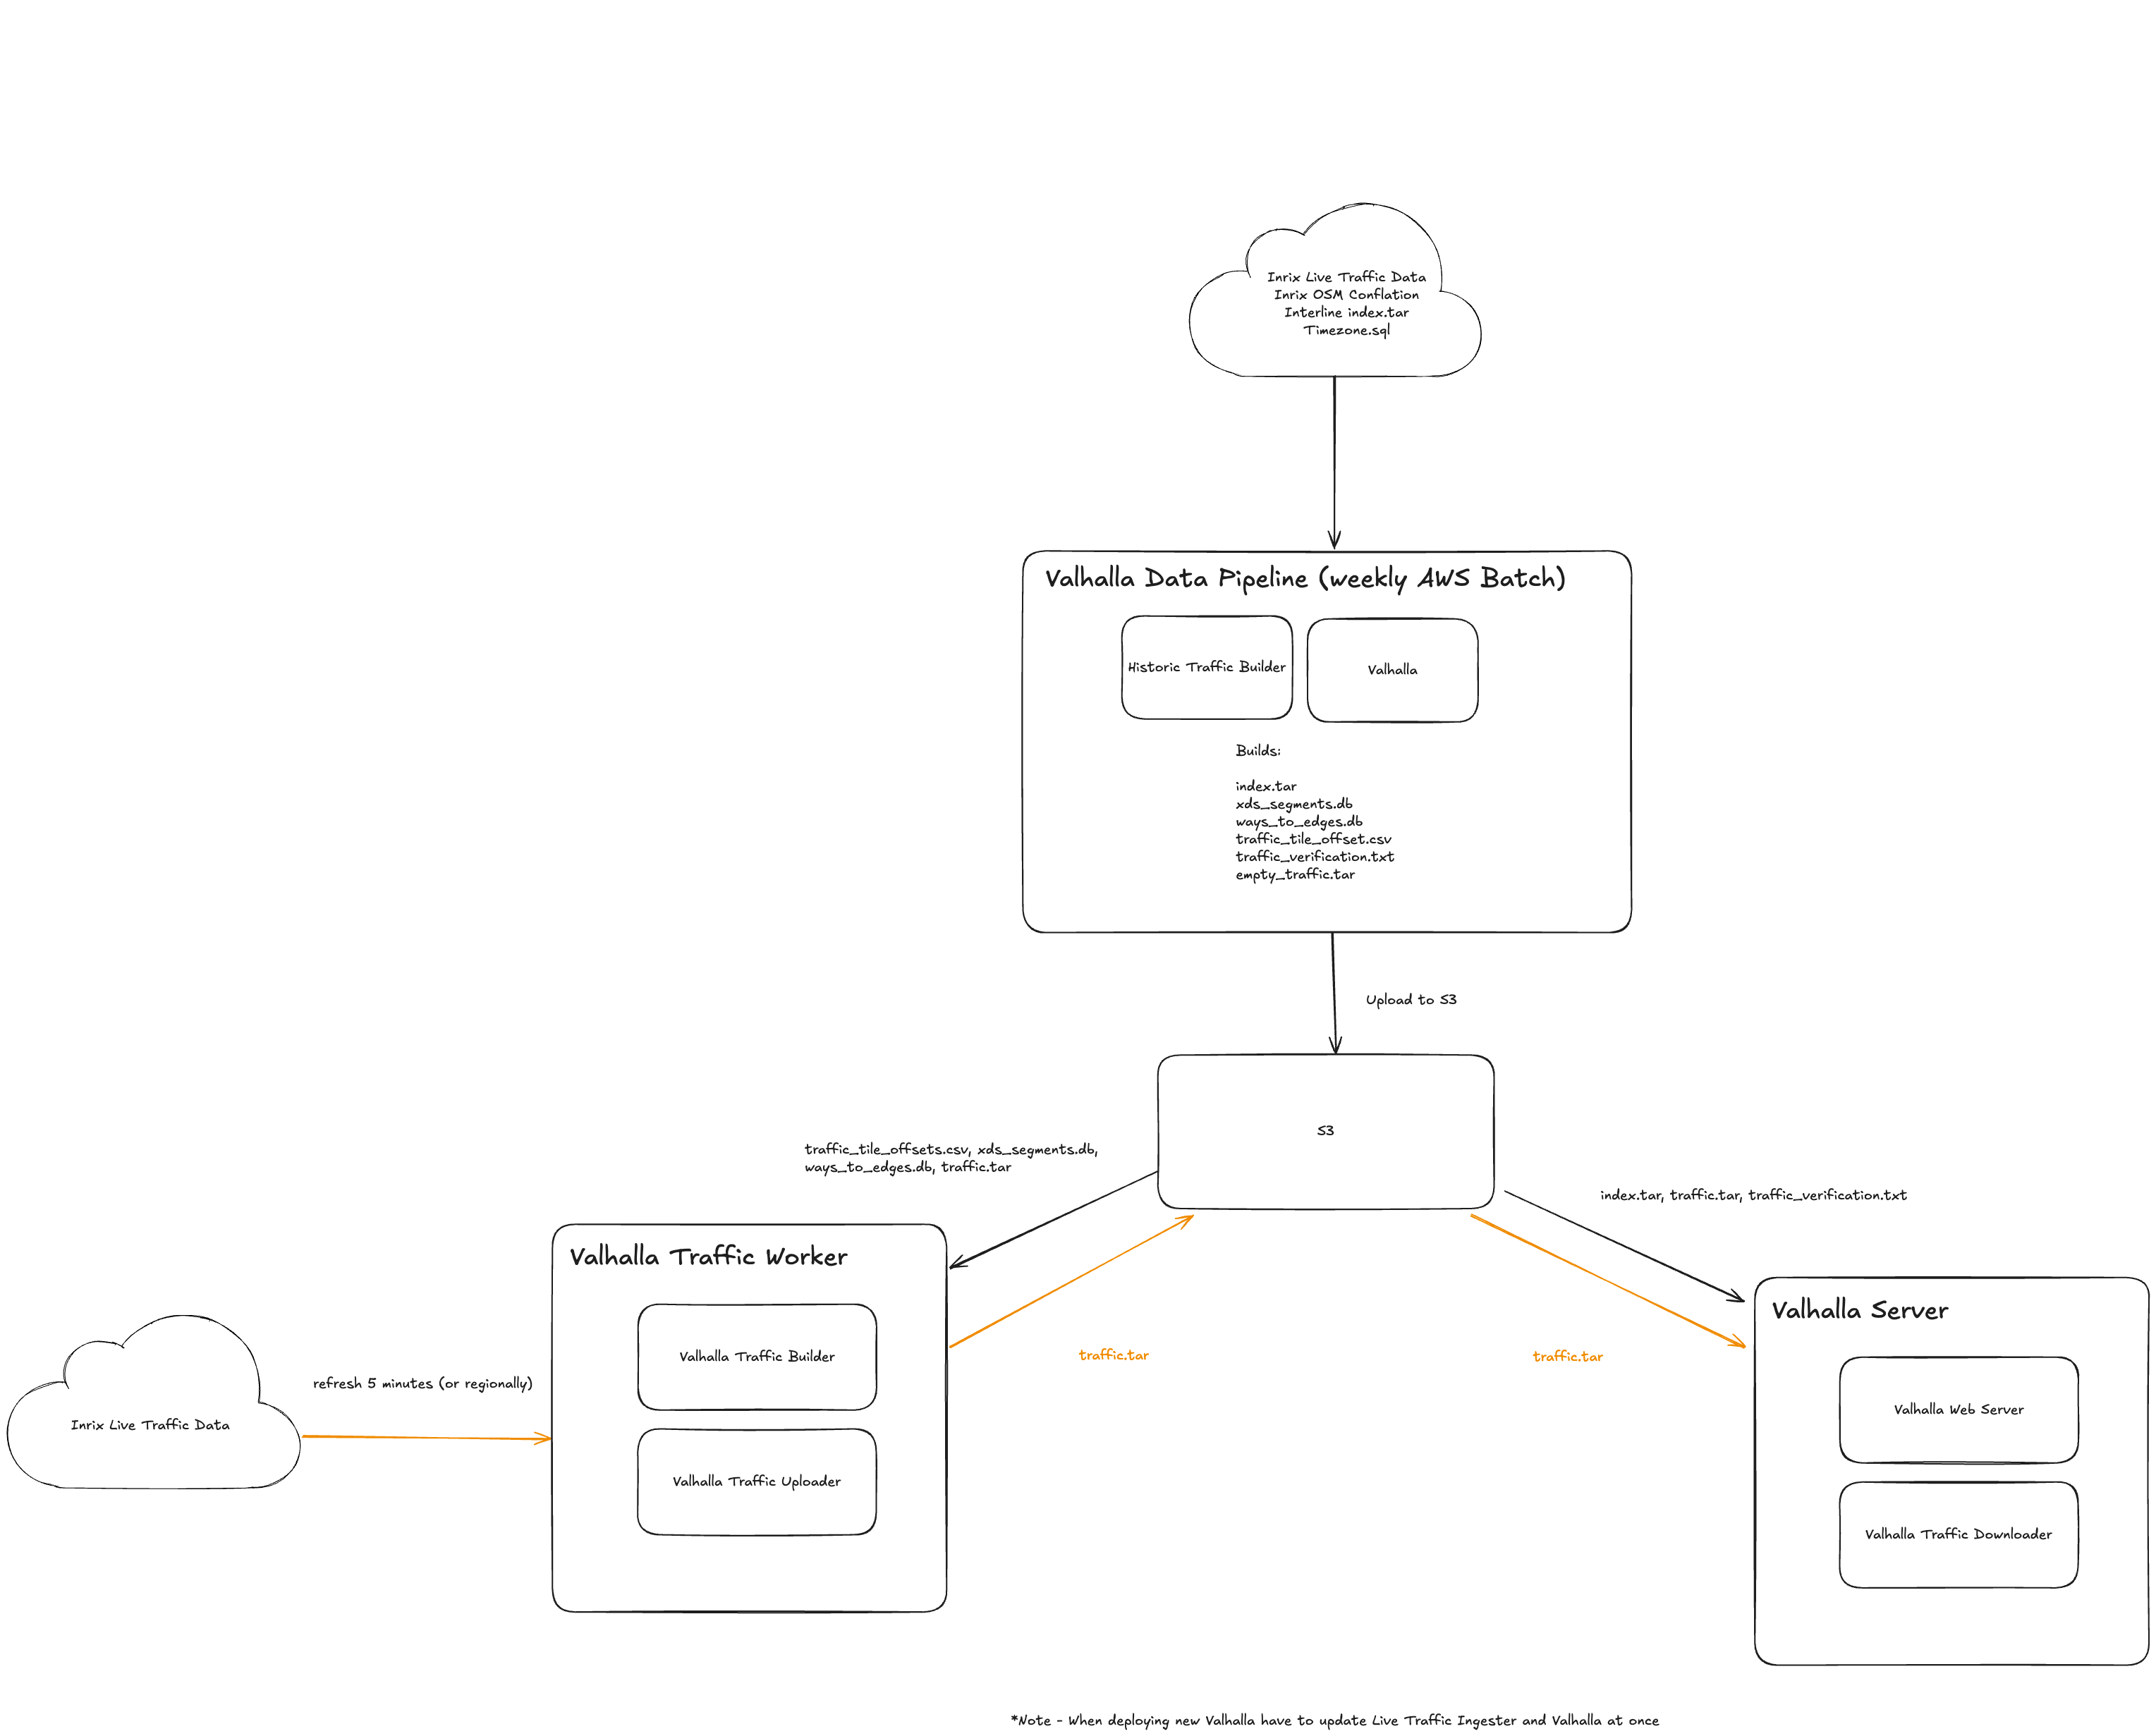 Inrix Live Traffic Data
Inrix OSM Conflation
Interline index.tar
Timezone.sql
Valhalla Data Pipeline (weekly AWS Batch)
Historic Traffic Builder
Valhalla
Builds:
index.tar
xds_segments.db
ways_to_edges.db
traffic_tile_offset.csv
traffic_verification.txt
empty_traffic.tar
Upload to S3
S3
traffic_tile_offsets.csv, xds_segments.db,
ways_to_edges.db, traffic.tar
index.tar, traffic.tar, traffic_verification.txt
Valhalla Traffic Worker
Valhalla Traffic Builder
Valhalla Traffic Uploader
traffic.tar
traffic.tar
Valhalla Server
Valhalla Web Server
Valhalla Traffic Downloader
refresh 5 minutes (or regionally)
Inrix Live Traffic Data
*Note - When deploying new Valhalla have to update Live Traffic Ingester and Valhalla at once